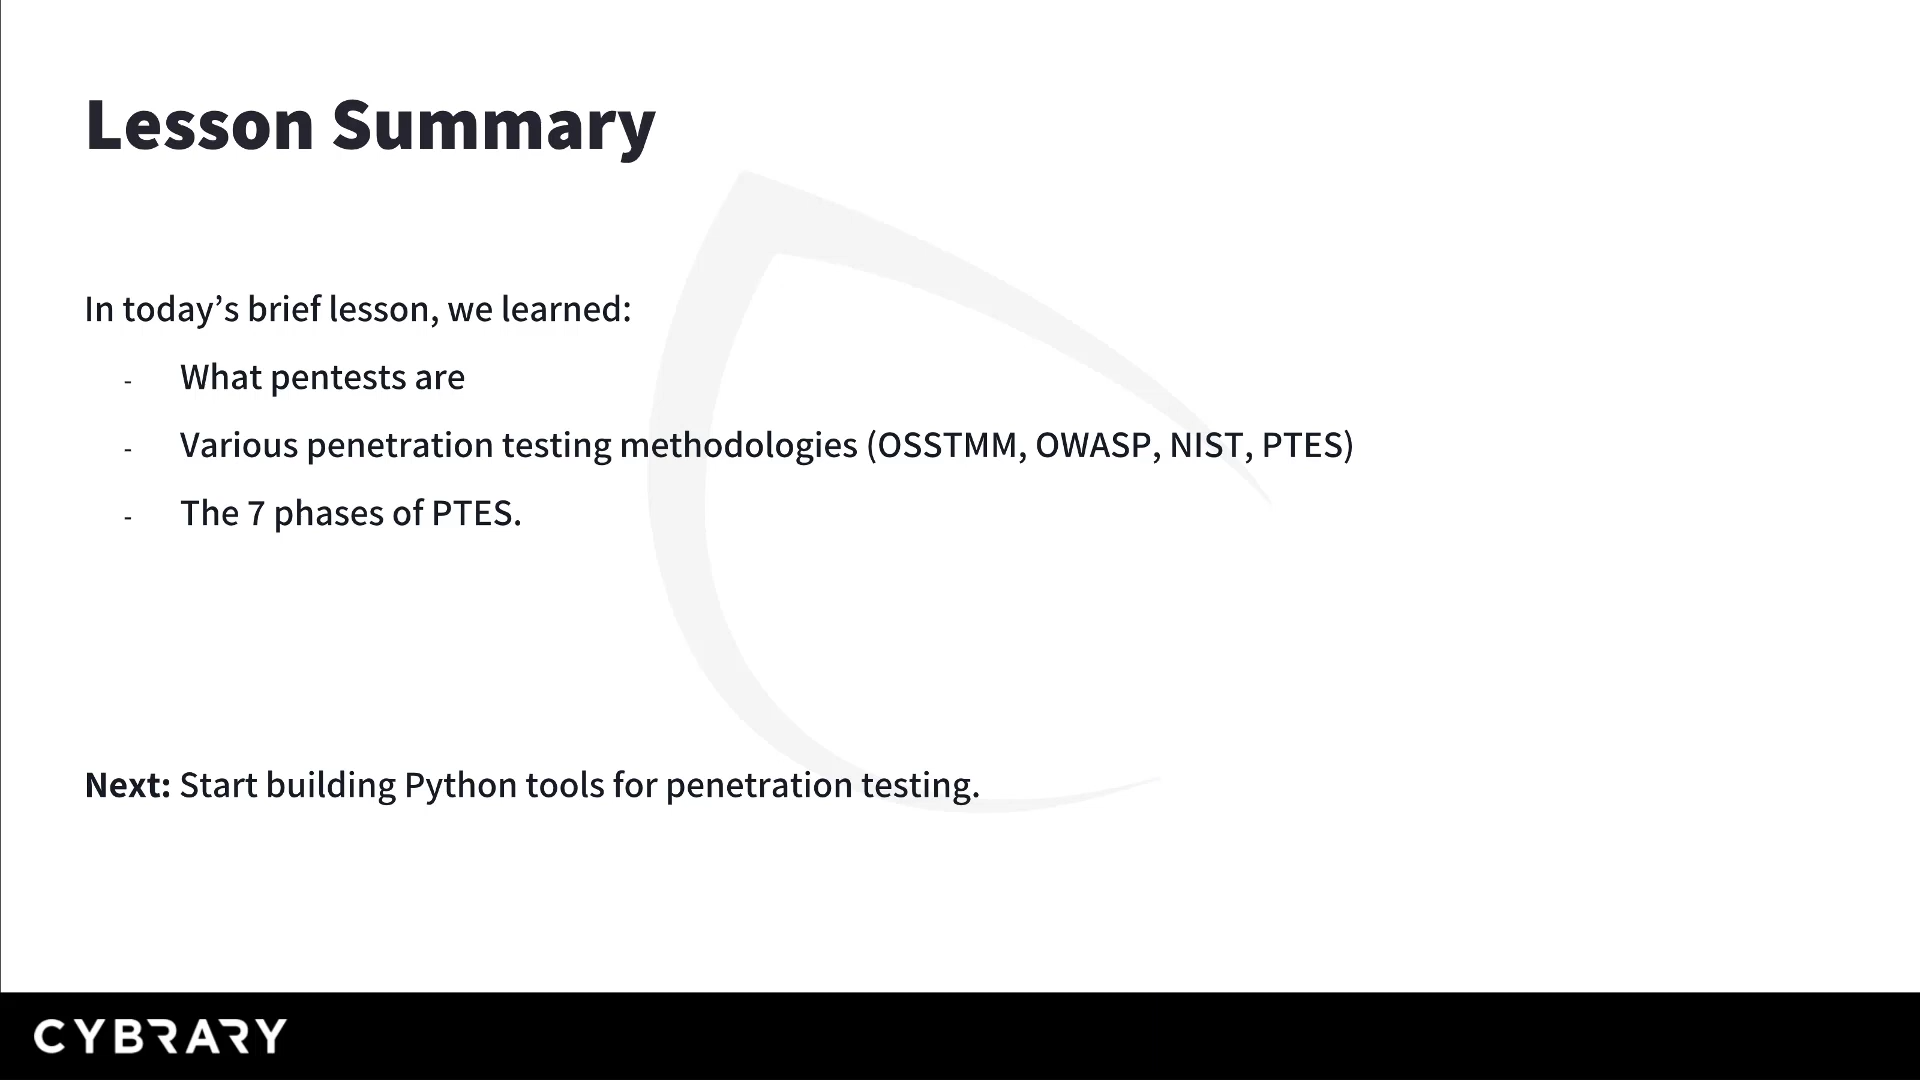 Lesson Summary
In today’s brief lesson, we learned:
- What pentests are
- Various penetration testing methodologies (OSSTMM, OWASP, NIST, PTES)
- The 7 phases of PTES.
Next: Start building Python tools for penetration testing.
CYBRARY